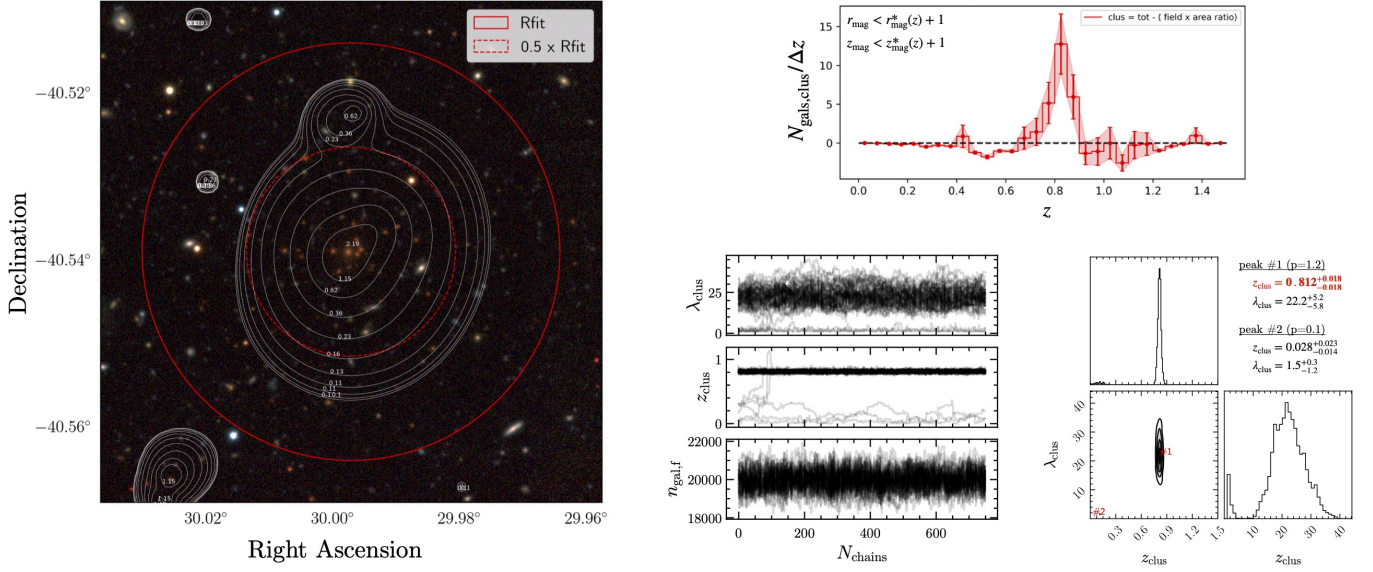 Rfit
0.5 x Rfit
0.62
0.36
0.23
0.27
2.19
1.15
0.62
0.36
0.23
0.16
0.13
0.11
0.11
1.15
1.15
−40.52°
−40.54°
−40.56°
Declination
30.02°
30.00°
29.98°
29.96°
Right Ascension
r_mag < r*_mag(z) + 1
z_mag < z*_mag(z) + 1
clus = tot - ( field x area ratio)
15
10
5
0
N_gals,clus/Δz
0.0 0.2 0.4 0.6 0.8 1.0 1.2 1.4
z
λ_clus
25
0
z_clus
1
0
n_gal,f
22000
20000
18000
0 200 400 600
N_chains
peak #1 (p=1.2)
z_clus = 0.812^{+0.018}_{−0.018}
λ_clus = 22.2^{+5.2}_{−5.8}
peak #2 (p=0.1)
z_clus = 0.028^{+0.023}_{−0.014}
λ_clus = 1.5^{+0.3}_{−1.2}
λ_clus
40
30
20
10
#1
#2
0.3 0.6 0.9 1.2 1.5
z_clus
10 20 30 40
z_clus